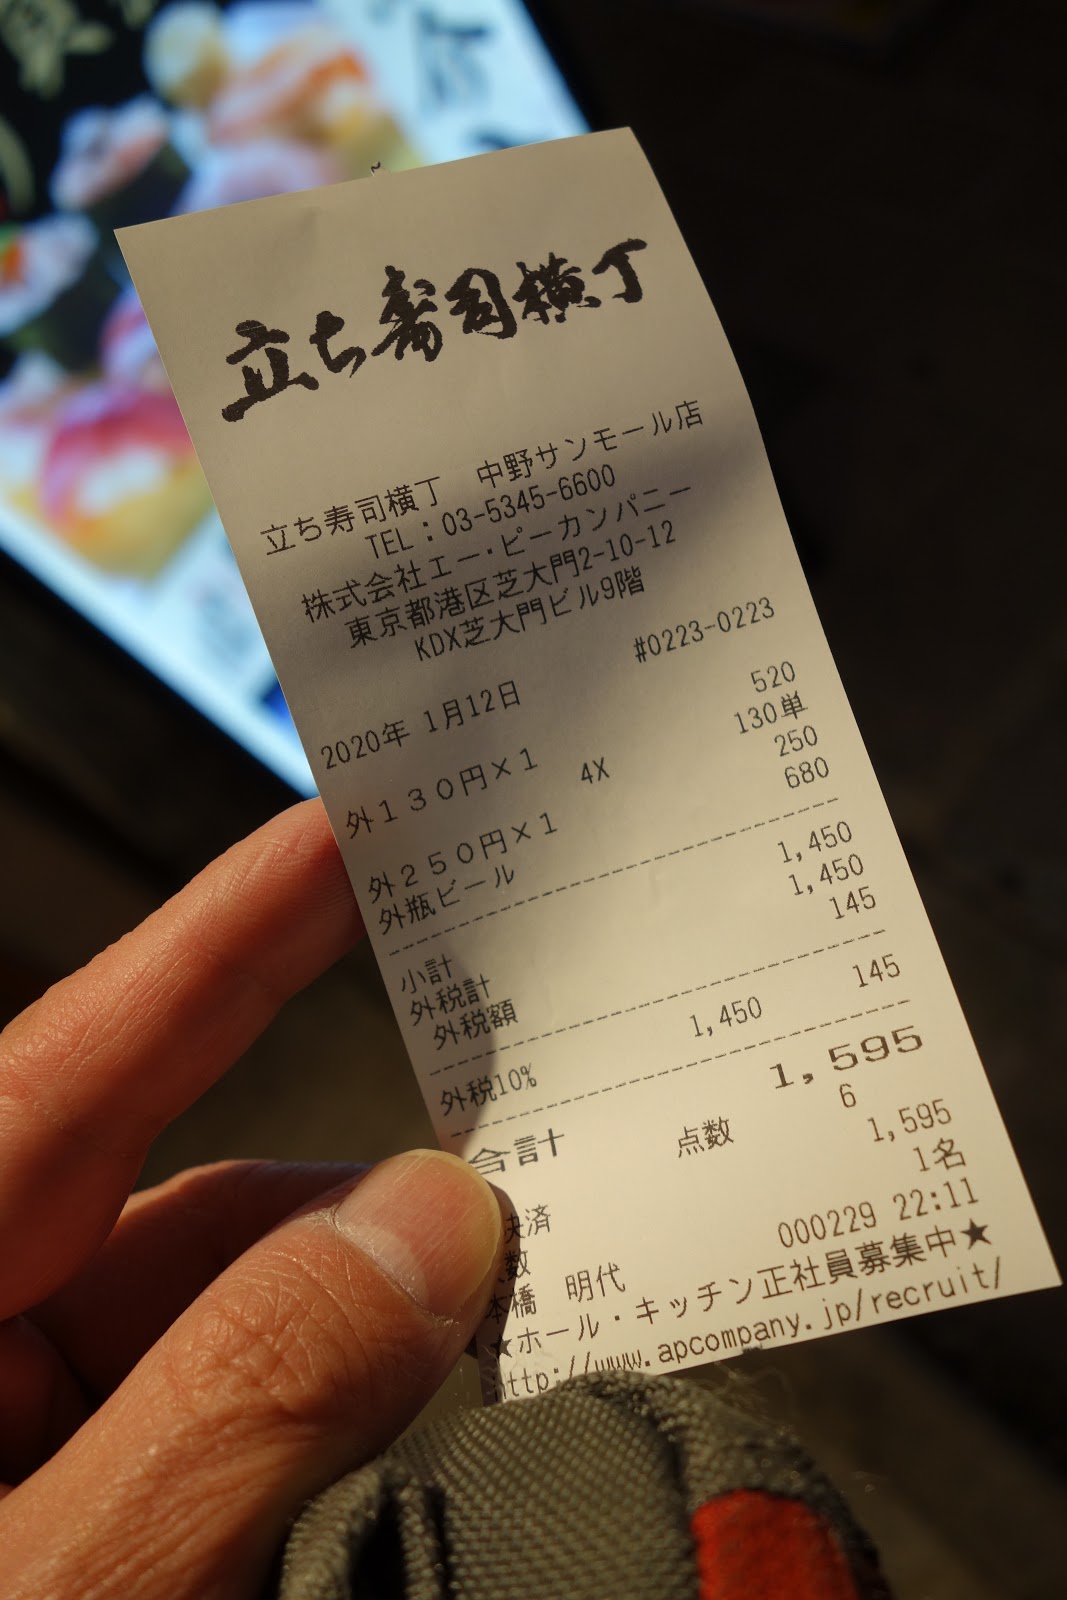 立ち寿司横丁
立ち寿司横丁　中野サンモール店
TEL：03-5345-6600
株式会社エー・ピーカンパニー
東京都港区芝大門2-10-12
KDX芝大門ビル9階
#0223-0223
2020年 1月12日
外１３０円×１ 520
4X 130単
外２５０円×１ 250
外瓶ビール 680
小計 1,450
外税計 1,450
外税額 145
外税10% 1,450 145
合計 1,595
点数 6
決済 1,595
数 1名
本橋　明代 000229 22:11
★ホール・キッチン正社員募集中★
http://www.apcompany.jp/recruit/